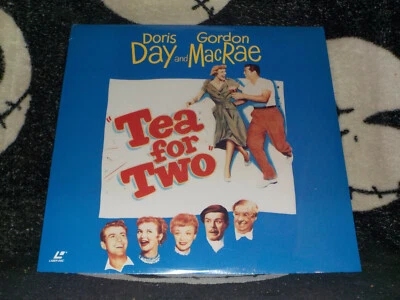 Doris Gordon
Day and MacRae
"Tea
for
Two"